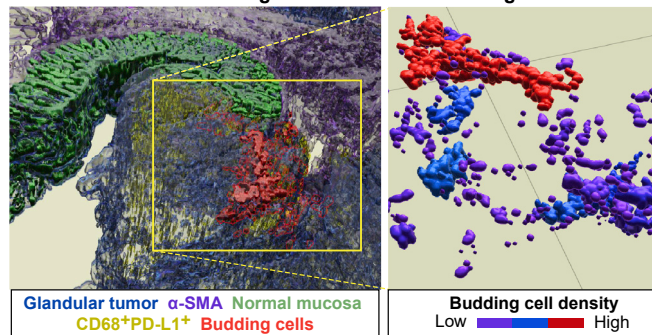 Glandular tumor α-SMA Normal mucosa
CD68+PD-L1+ Budding cells
Budding cell density
Low High